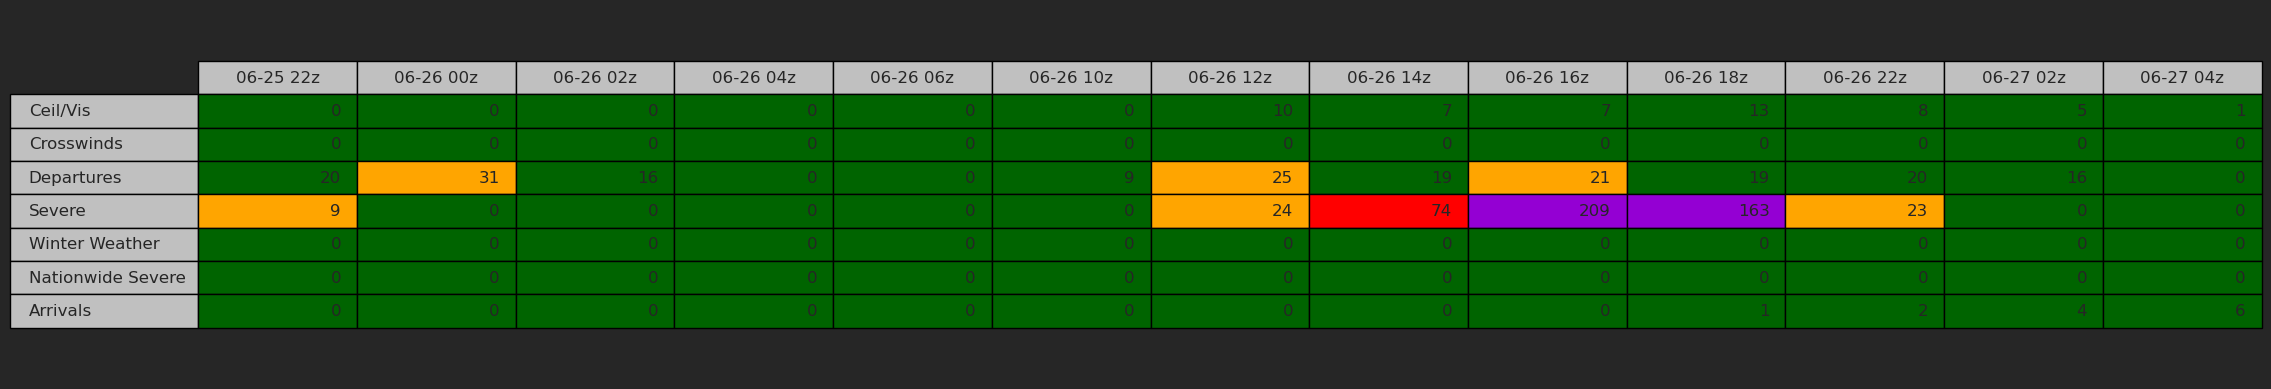 06-25 22z 06-26 00z 06-26 02z 06-26 04z 06-26 06z 06-26 10z 06-26 12z 06-26 14z 06-26 16z 06-26 18z 06-26 22z 06-27 02z 06-27 04z
Ceil/Vis 0 0 0 0 0 0 10 7 7 13 8 5 1
Crosswinds 0 0 0 0 0 0 0 0 0 0 0 0 0
Departures 20 31 16 0 0 9 25 19 21 19 20 16 0
Severe 9 0 0 0 0 0 24 74 209 163 23 0 0
Winter Weather 0 0 0 0 0 0 0 0 0 0 0 0 0
Nationwide Severe 0 0 0 0 0 0 0 0 0 0 0 0 0
Arrivals 0 0 0 0 0 0 0 0 0 1 2 4 6